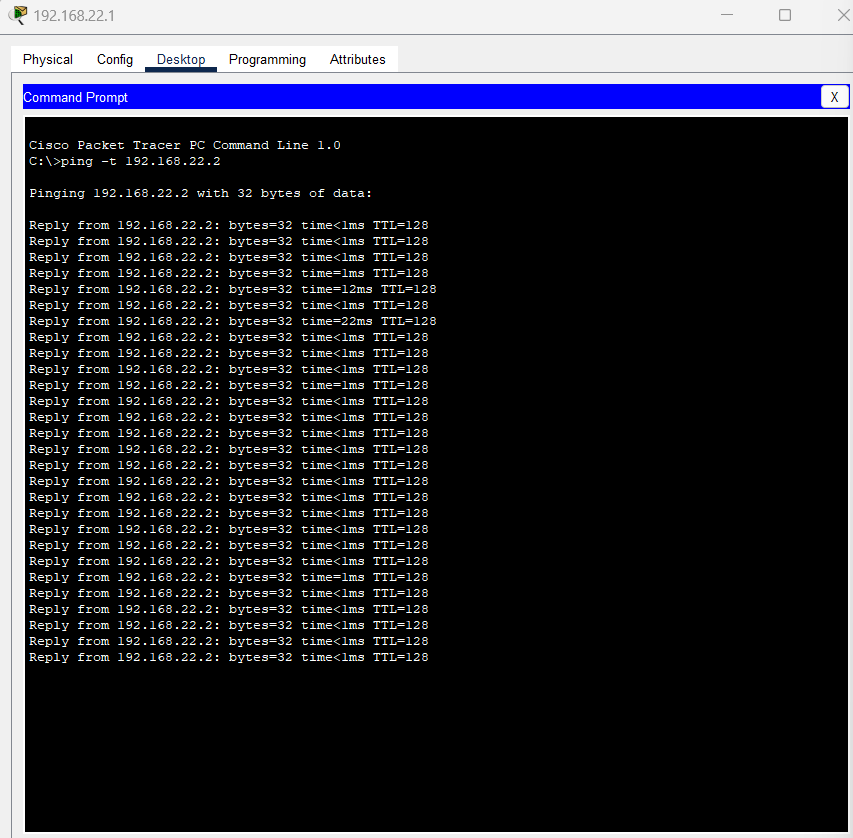 192.168.22.1
Physical Config Desktop Programming Attributes
Command Prompt X
Cisco Packet Tracer PC Command Line 1.0
C:\>ping -t 192.168.22.2
Pinging 192.168.22.2 with 32 bytes of data:
Reply from 192.168.22.2: bytes=32 time<1ms TTL=128
Reply from 192.168.22.2: bytes=32 time<1ms TTL=128
Reply from 192.168.22.2: bytes=32 time<1ms TTL=128
Reply from 192.168.22.2: bytes=32 time=1ms TTL=128
Reply from 192.168.22.2: bytes=32 time=12ms TTL=128
Reply from 192.168.22.2: bytes=32 time<1ms TTL=128
Reply from 192.168.22.2: bytes=32 time=22ms TTL=128
Reply from 192.168.22.2: bytes=32 time<1ms TTL=128
Reply from 192.168.22.2: bytes=32 time<1ms TTL=128
Reply from 192.168.22.2: bytes=32 time<1ms TTL=128
Reply from 192.168.22.2: bytes=32 time=1ms TTL=128
Reply from 192.168.22.2: bytes=32 time<1ms TTL=128
Reply from 192.168.22.2: bytes=32 time<1ms TTL=128
Reply from 192.168.22.2: bytes=32 time<1ms TTL=128
Reply from 192.168.22.2: bytes=32 time<1ms TTL=128
Reply from 192.168.22.2: bytes=32 time<1ms TTL=128
Reply from 192.168.22.2: bytes=32 time<1ms TTL=128
Reply from 192.168.22.2: bytes=32 time<1ms TTL=128
Reply from 192.168.22.2: bytes=32 time<1ms TTL=128
Reply from 192.168.22.2: bytes=32 time<1ms TTL=128
Reply from 192.168.22.2: bytes=32 time<1ms TTL=128
Reply from 192.168.22.2: bytes=32 time<1ms TTL=128
Reply from 192.168.22.2: bytes=32 time=1ms TTL=128
Reply from 192.168.22.2: bytes=32 time<1ms TTL=128
Reply from 192.168.22.2: bytes=32 time<1ms TTL=128
Reply from 192.168.22.2: bytes=32 time<1ms TTL=128
Reply from 192.168.22.2: bytes=32 time<1ms TTL=128
Reply from 192.168.22.2: bytes=32 time<1ms TTL=128